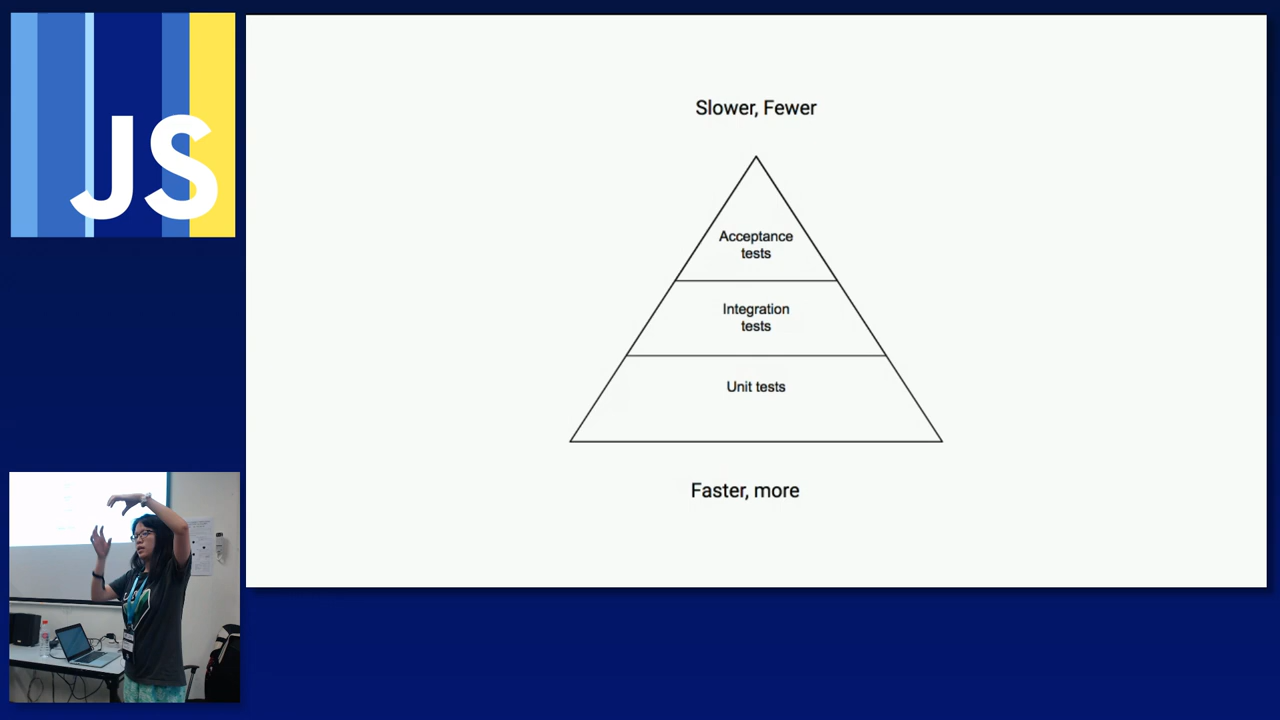 JS
Slower, Fewer
Acceptance
tests
Integration
tests
Unit tests
Faster, more